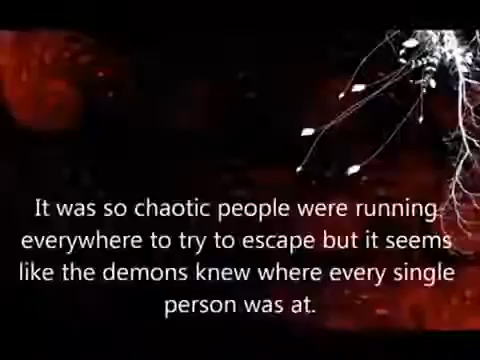 It was so chaotic people were running
everywhere to try to escape but it seems
like the demons knew where every single
person was at.